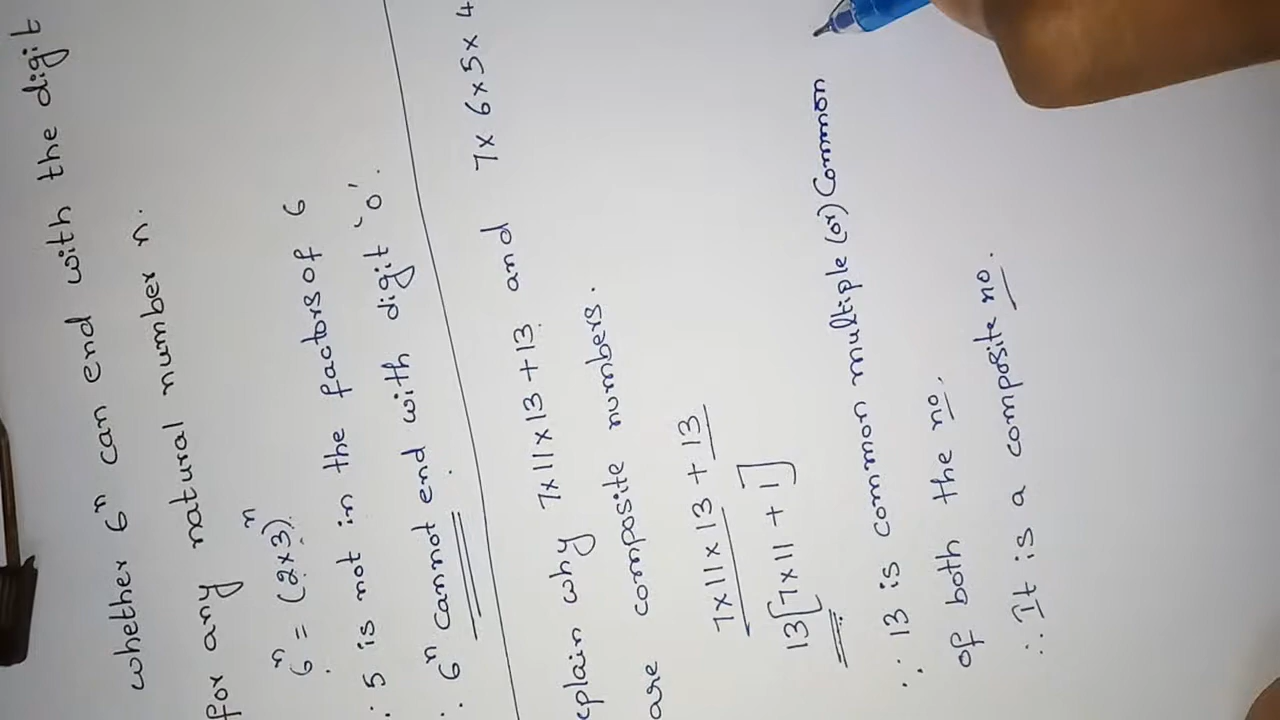 whether 6ⁿ can end with the digit
for any natural number n.
6ⁿ = (2×3)ⁿ
∴ 5 is not in the factors of 6
∴ 6ⁿ cannot end with digit '0'.
plain why 7×11×13+13 and 7×6×5×4
are composite numbers.
7×11×13 + 13
13[7×11 + 1]
∴ 13 is common multiple (or) Common
of both the no.
∴ It is a composite no.